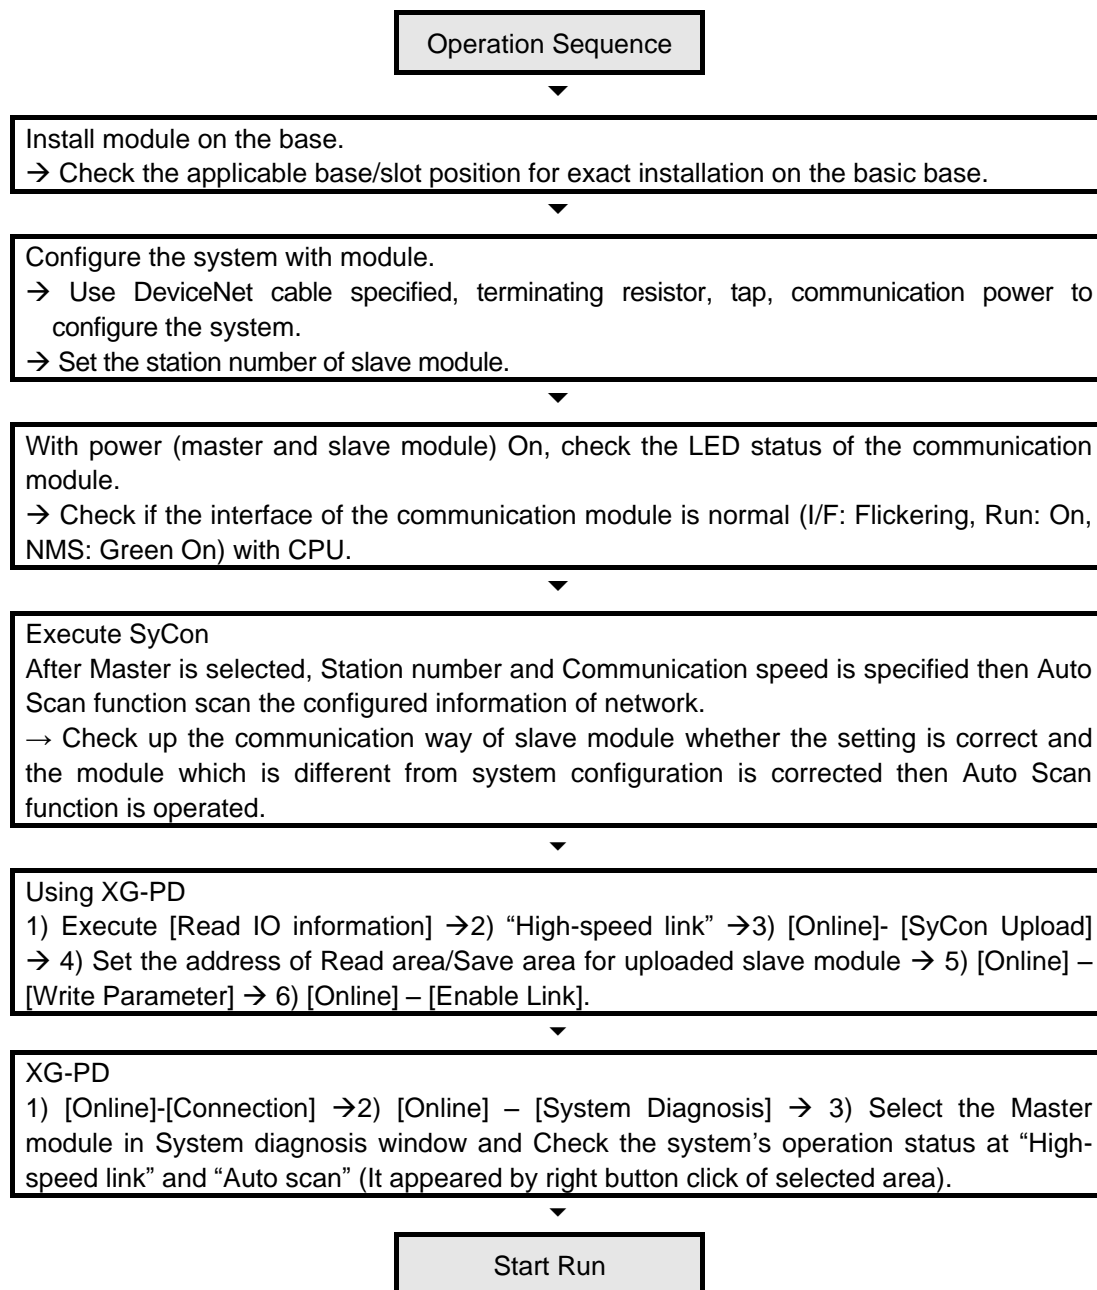 Operation Sequence
Install module on the base.
→ Check the applicable base/slot position for exact installation on the basic base.
Configure the system with module.
→ Use DeviceNet cable specified, terminating resistor, tap, communication power to
configure the system.
→ Set the station number of slave module.
With power (master and slave module) On, check the LED status of the communication
module.
→ Check if the interface of the communication module is normal (I/F: Flickering, Run: On,
NMS: Green On) with CPU.
Execute SyCon
After Master is selected, Station number and Communication speed is specified then Auto
Scan function scan the configured information of network.
→ Check up the communication way of slave module whether the setting is correct and
the module which is different from system configuration is corrected then Auto Scan
function is operated.
Using XG-PD
1) Execute [Read IO information] →2) “High-speed link” →3) [Online]- [SyCon Upload]
→ 4) Set the address of Read area/Save area for uploaded slave module → 5) [Online] –
[Write Parameter] → 6) [Online] – [Enable Link].
XG-PD
1) [Online]-[Connection] →2) [Online] – [System Diagnosis] → 3) Select the Master
module in System diagnosis window and Check the system’s operation status at “High-
speed link” and “Auto scan” (It appeared by right button click of selected area).
Start Run